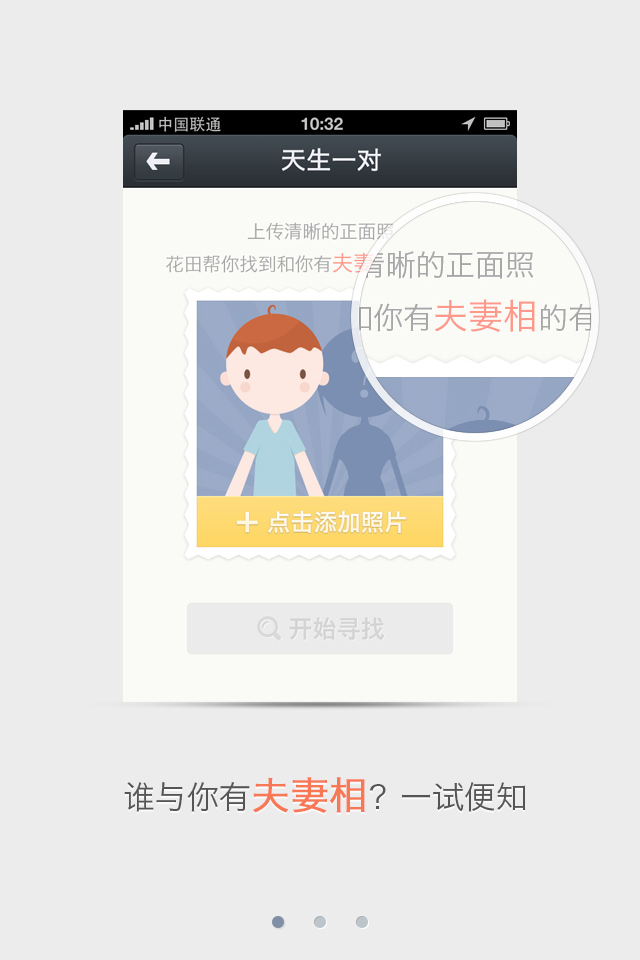 中国联通 10:32
天生一对
上传清晰的正面照
花田帮你找到和你有夫妻
清晰的正面照
和你有夫妻相的有
点击添加照片
开始寻找
谁与你有夫妻相？一试便知